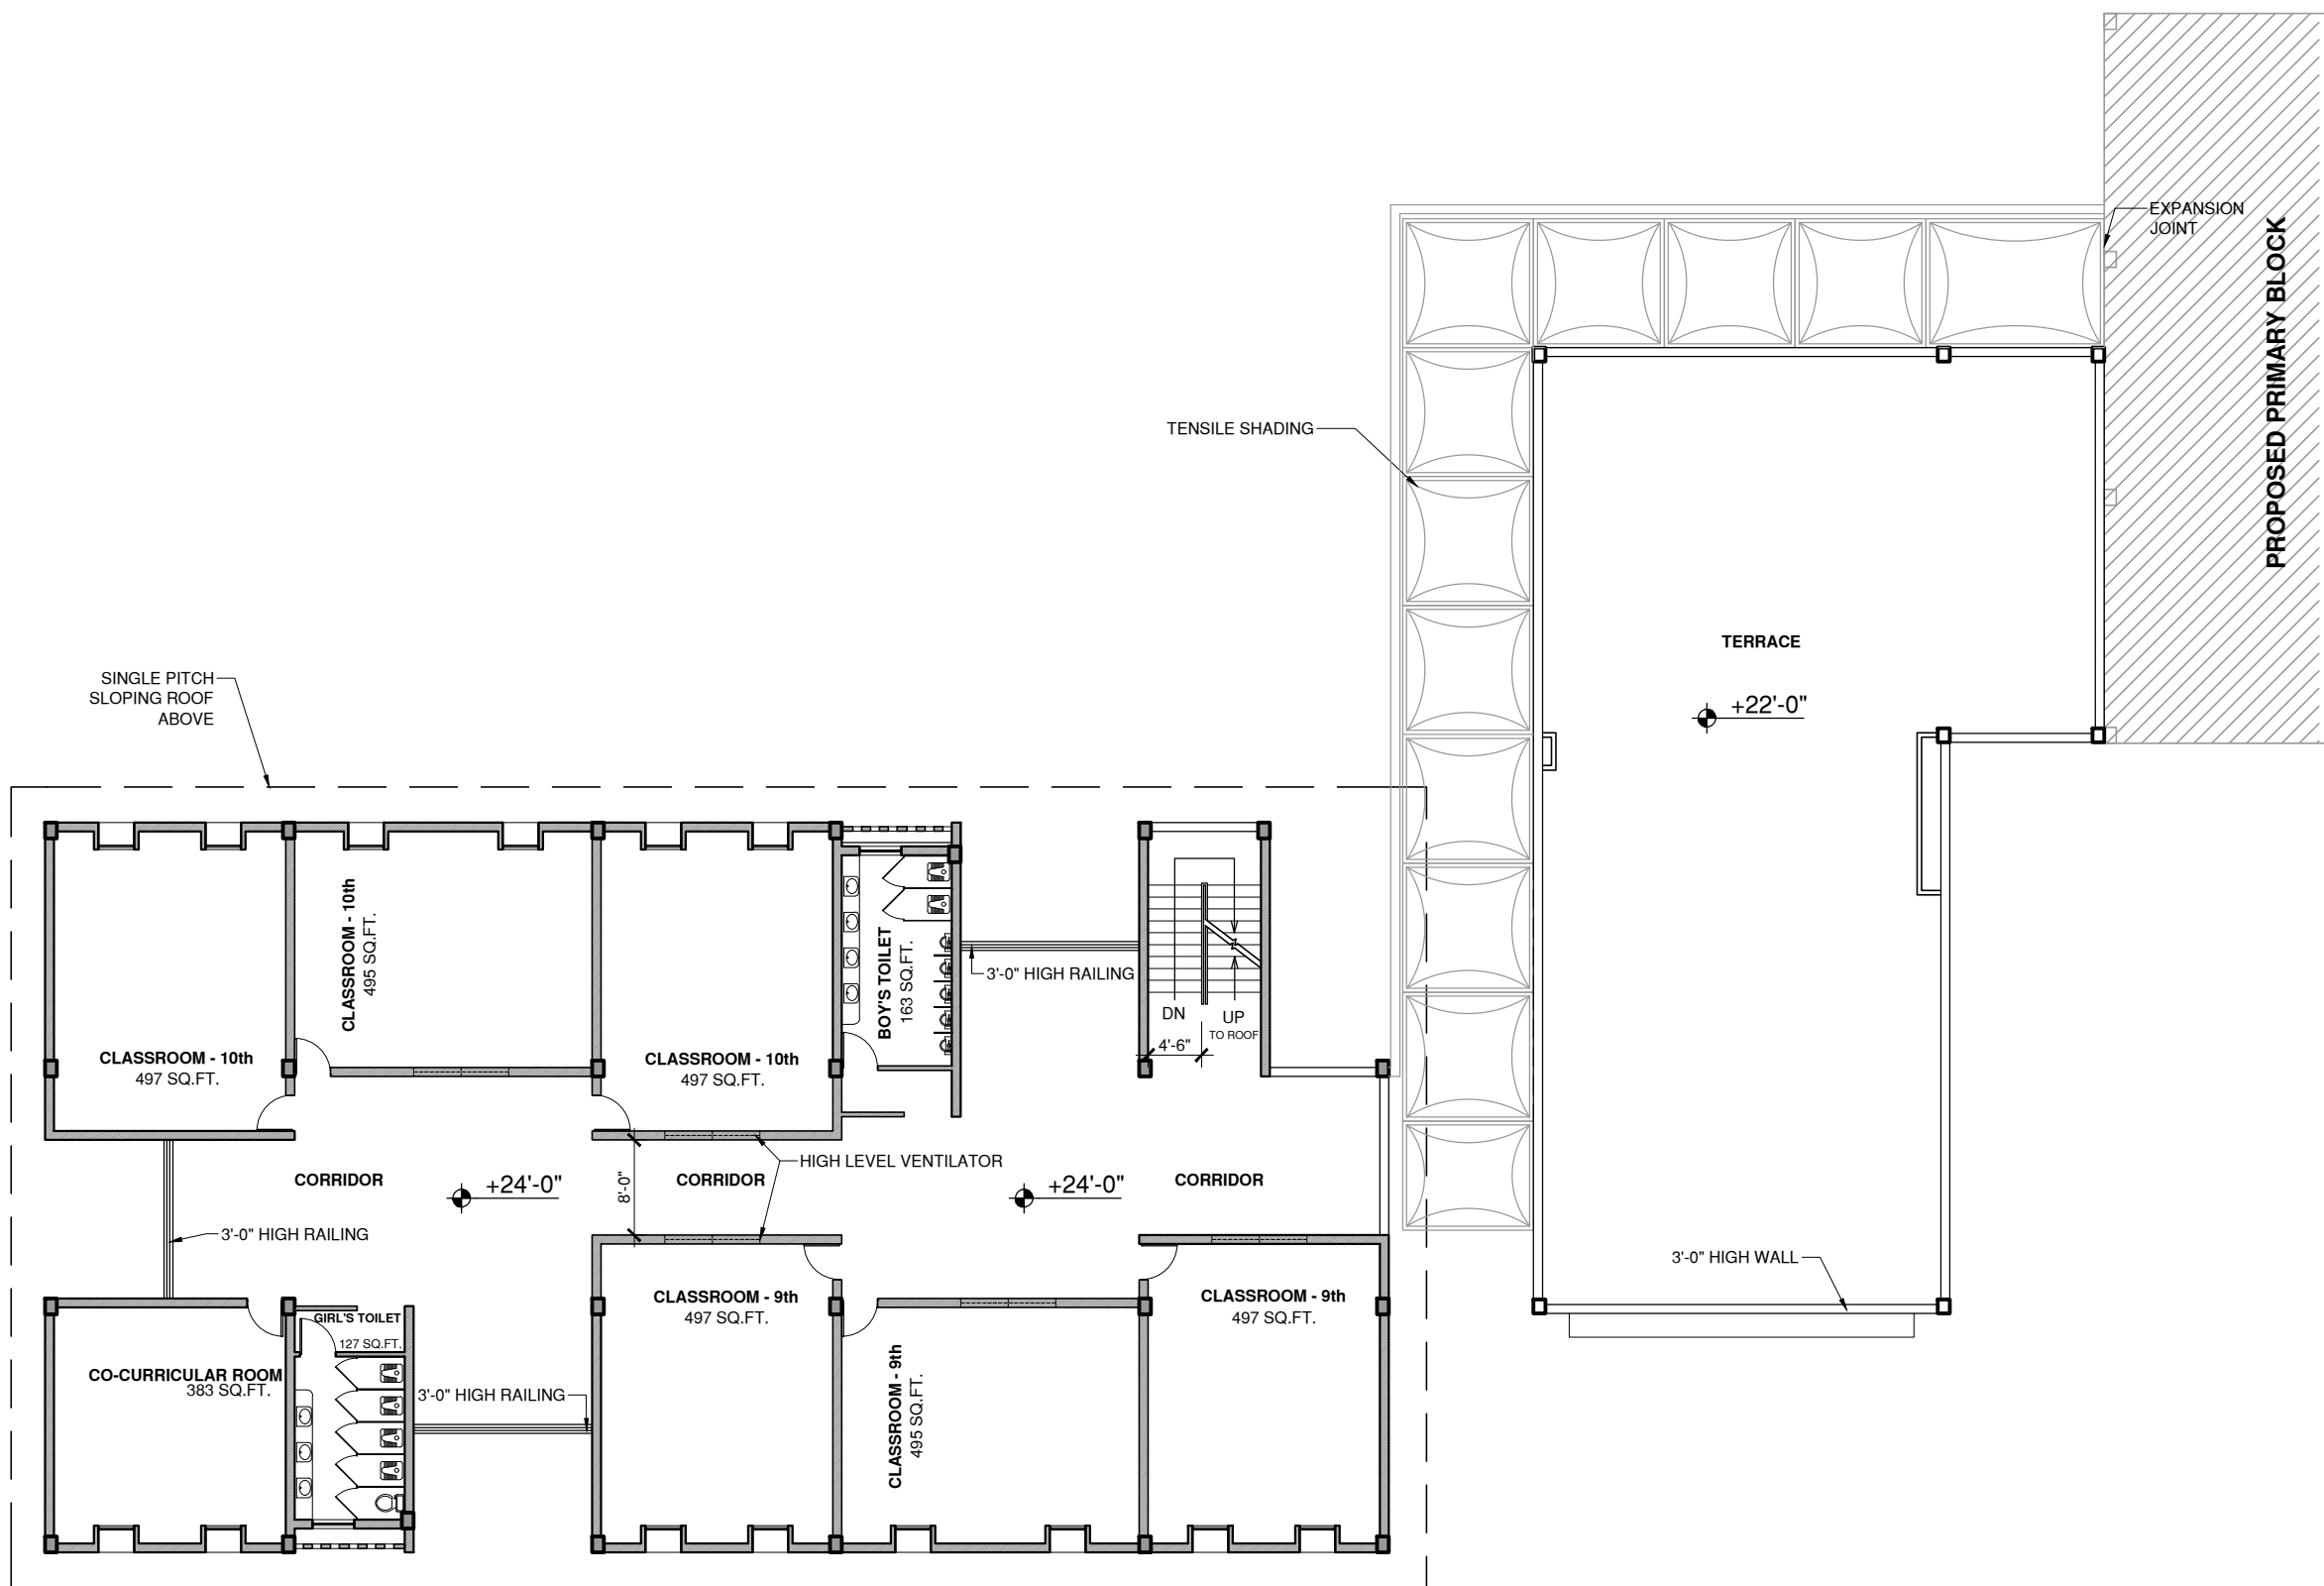 EXPANSION
JOINT
PROPOSED PRIMARY BLOCK
TENSILE SHADING
TERRACE
+22'-0"
SINGLE PITCH
SLOPING ROOF
ABOVE
CLASSROOM - 10th
497 SQ.FT.
CLASSROOM - 10th
495 SQ.FT.
CLASSROOM - 10th
497 SQ.FT.
BOY'S TOILET
163 SQ.FT.
3'-0" HIGH RAILING
DN
UP
TO ROOF
4'-6"
HIGH LEVEL VENTILATOR
CORRIDOR
+24'-0"
8'-0"
CORRIDOR
+24'-0"
CORRIDOR
3'-0" HIGH RAILING
3'-0" HIGH WALL
CO-CURRICULAR ROOM
383 SQ.FT.
GIRL'S TOILET
127 SQ.FT.
3'-0" HIGH RAILING
CLASSROOM - 9th
497 SQ.FT.
CLASSROOM - 9th
495 SQ.FT.
CLASSROOM - 9th
497 SQ.FT.